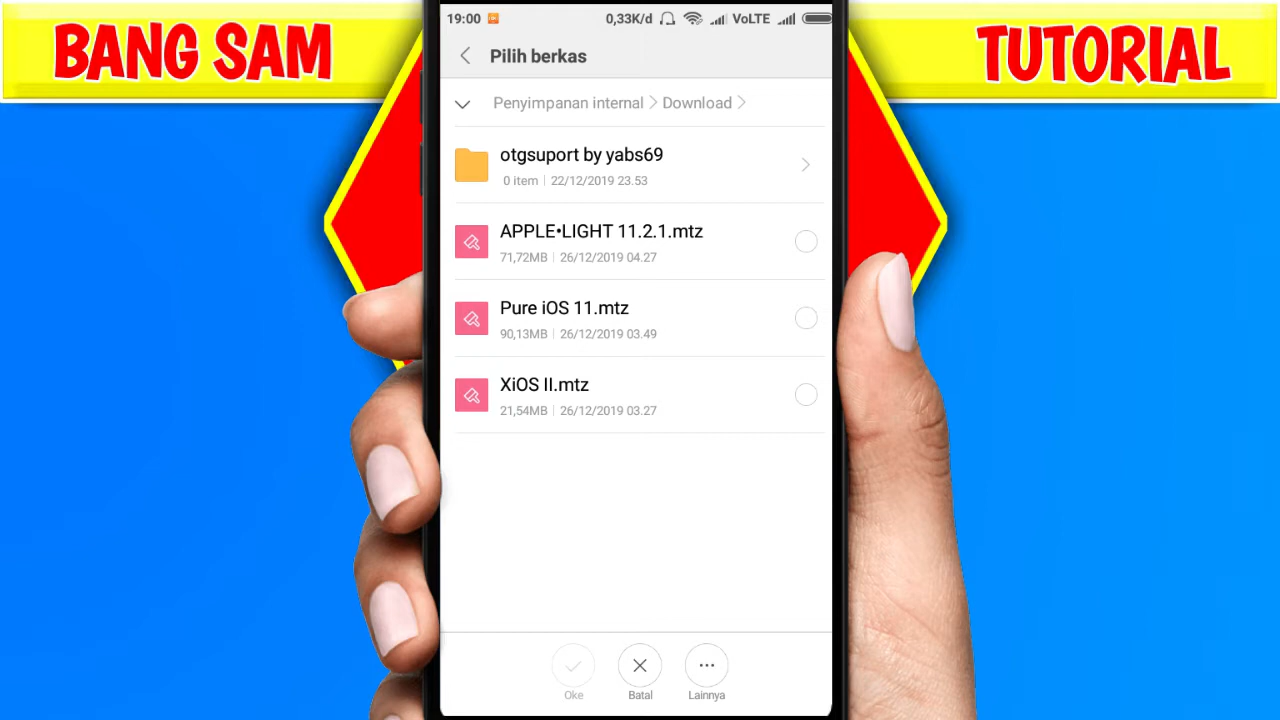 BANG SAM
TUTORIAL
19:00
0,33K/d
VoLTE
Pilih berkas
Penyimpanan internal > Download >
otgsuport by yabs69
0 item | 22/12/2019 23.53
APPLE•LIGHT 11.2.1.mtz
71,72MB | 26/12/2019 04.27
Pure iOS 11.mtz
90,13MB | 26/12/2019 03.49
XiOS II.mtz
21,54MB | 26/12/2019 03.27
Oke
Batal
Lainnya